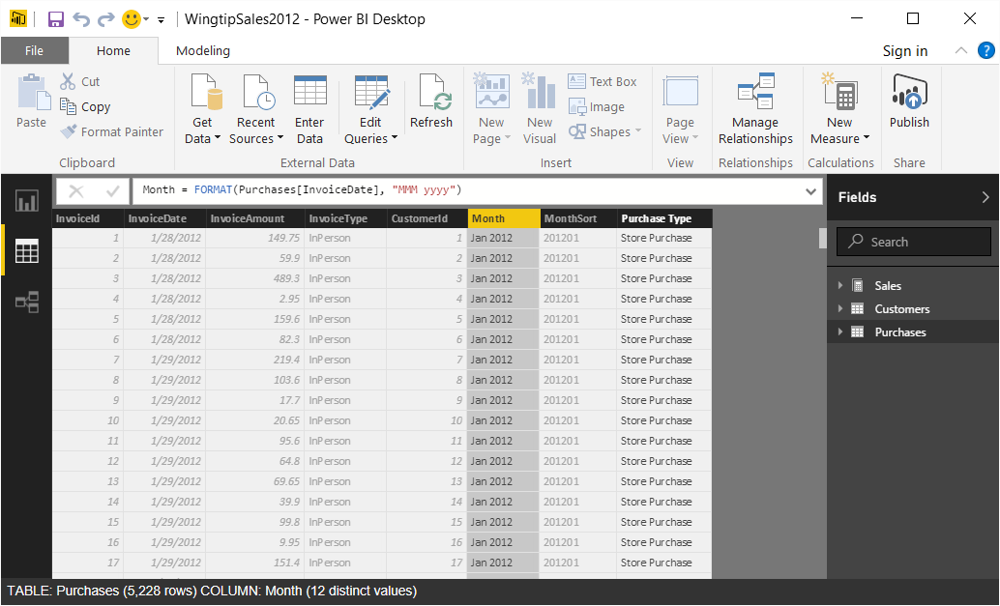 WingtipSales2012 - Power BI Desktop
File Home Modeling Sign in ?
Paste
Cut
Copy
Format Painter
Get Data
Recent Sources
Enter Data
Edit Queries
Refresh
New Page
New Visual
Text Box
Image
Shapes
Page View
Manage Relationships
New Measure
Publish
Clipboard External Data Insert View Relationships Calculations Share
Month = FORMAT(Purchases[InvoiceDate], "MMM yyyy")
InvoiceId InvoiceDate InvoiceAmount InvoiceType CustomerId Month MonthSort Purchase Type
1 1/28/2012 149.75 InPerson 1 Jan 2012 201201 Store Purchase
2 1/28/2012 59.9 InPerson 2 Jan 2012 201201 Store Purchase
3 1/28/2012 489.3 InPerson 3 Jan 2012 201201 Store Purchase
4 1/28/2012 2.95 InPerson 4 Jan 2012 201201 Store Purchase
5 1/28/2012 159.6 InPerson 5 Jan 2012 201201 Store Purchase
6 1/28/2012 82.3 InPerson 6 Jan 2012 201201 Store Purchase
7 1/29/2012 219.4 InPerson 7 Jan 2012 201201 Store Purchase
8 1/29/2012 103.6 InPerson 8 Jan 2012 201201 Store Purchase
9 1/29/2012 17.7 InPerson 9 Jan 2012 201201 Store Purchase
10 1/29/2012 20.65 InPerson 10 Jan 2012 201201 Store Purchase
11 1/29/2012 95.6 InPerson 11 Jan 2012 201201 Store Purchase
12 1/29/2012 64.8 InPerson 12 Jan 2012 201201 Store Purchase
13 1/29/2012 69.65 InPerson 13 Jan 2012 201201 Store Purchase
14 1/29/2012 39.9 InPerson 14 Jan 2012 201201 Store Purchase
15 1/29/2012 99.8 InPerson 15 Jan 2012 201201 Store Purchase
16 1/29/2012 9.95 InPerson 16 Jan 2012 201201 Store Purchase
17 1/29/2012 151.4 InPerson 17 Jan 2012 201201 Store Purchase
Fields
Search
Sales
Customers
Purchases
TABLE: Purchases (5,228 rows) COLUMN: Month (12 distinct values)